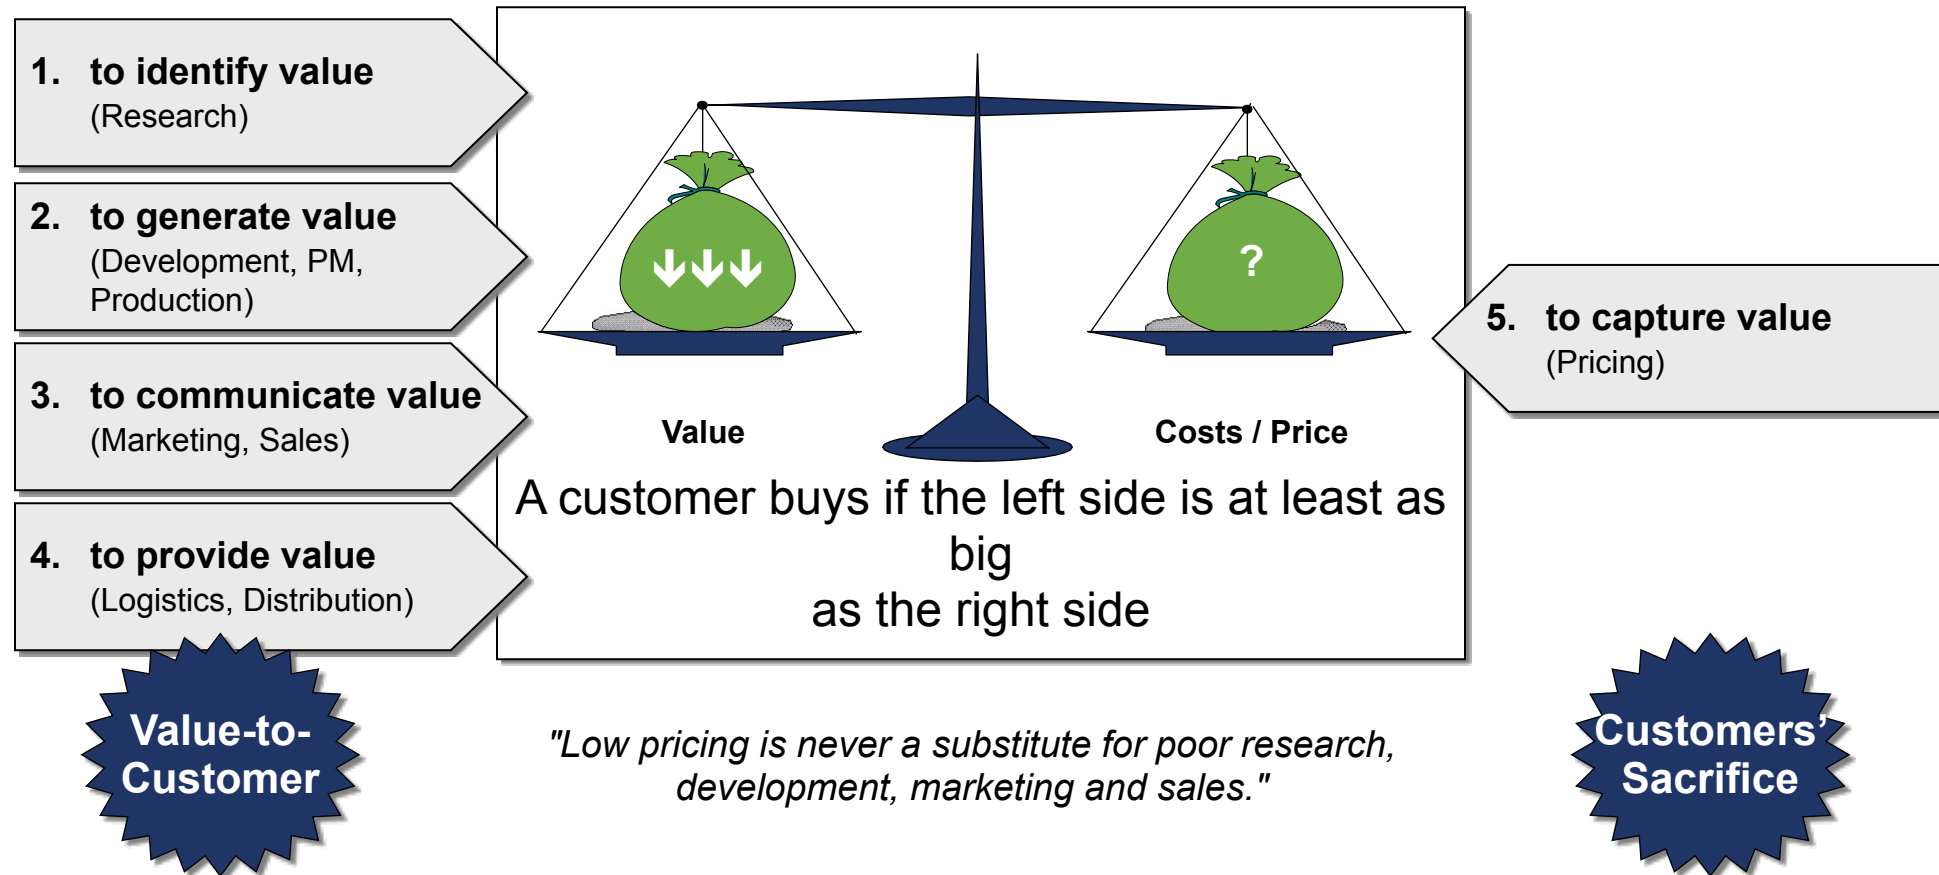 1. to identify value
(Research)
2. to generate value
(Development, PM,
Production)
3. to communicate value
(Marketing, Sales)
4. to provide value
(Logistics, Distribution)
Value-to-
Customer
?
Value
Costs / Price
A customer buys if the left side is at least as
big
as the right side
"Low pricing is never a substitute for poor research,
development, marketing and sales."
5. to capture value
(Pricing)
Customers’
Sacrifice